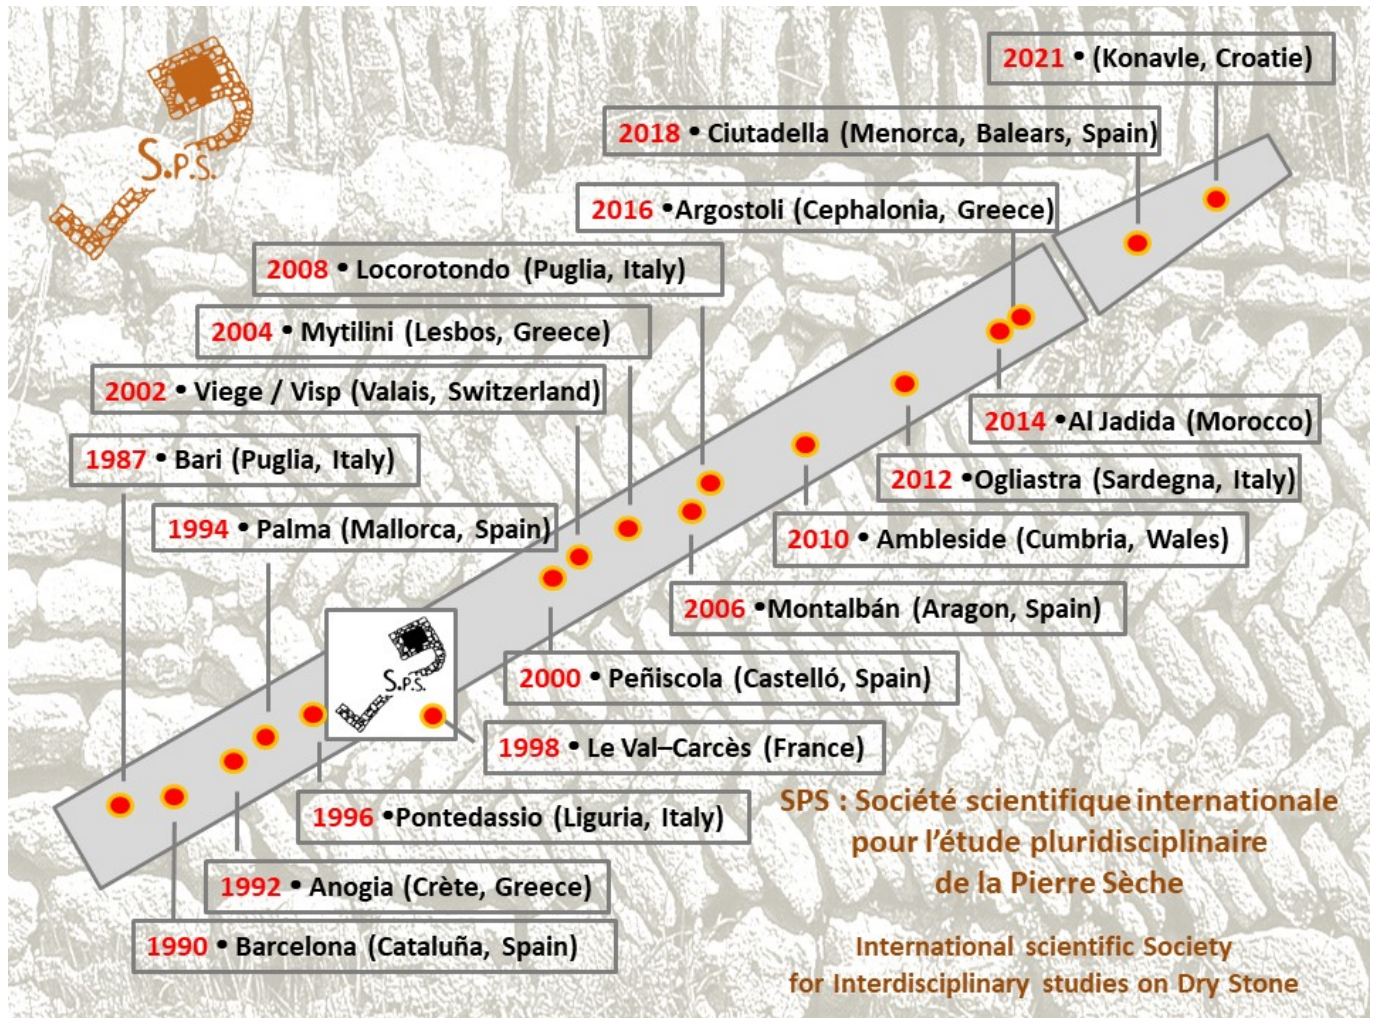 2021 • (Konavle, Croatie)
2018 • Ciutadella (Menorca, Balears, Spain)
S.P.S.
2016 •Argostoli (Cephalonia, Greece)
2008 • Locorotondo (Puglia, Italy)
2004 • Mytilini (Lesbos, Greece)
2002 • Viege / Visp (Valais, Switzerland)
2014 •Al Jadida (Morocco)
1987 • Bari (Puglia, Italy)
2012 •Ogliastra (Sardegna, Italy)
1994 • Palma (Mallorca, Spain)
2010 • Ambleside (Cumbria, Wales)
2006 •Montalbán (Aragon, Spain)
2000 • Peñiscola (Castelló, Spain)
S.P.S.
1998 • Le Val–Carcès (France)
1996 •Pontedassio (Liguria, Italy)
1992 • Anogia (Crète, Greece)
1990 • Barcelona (Cataluña, Spain)
SPS : Société scientifique internationale
pour l’étude pluridisciplinaire
de la Pierre Sèche
International scientific Society
for Interdisciplinary studies on Dry Stone